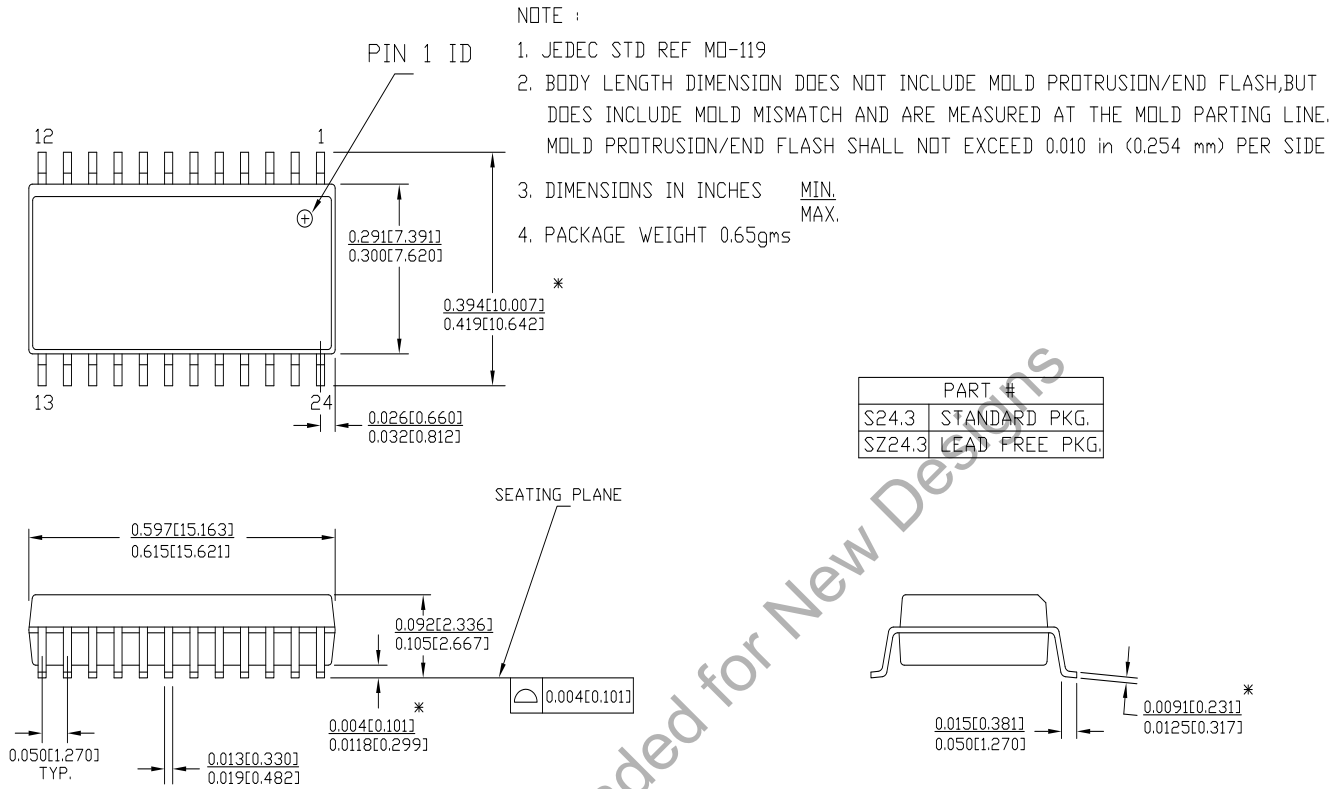 NOTE :
1. JEDEC STD REF MO-119
2. BODY LENGTH DIMENSION DOES NOT INCLUDE MOLD PROTRUSION/END FLASH,BUT
DOES INCLUDE MOLD MISMATCH AND ARE MEASURED AT THE MOLD PARTING LINE.
MOLD PROTRUSION/END FLASH SHALL NOT EXCEED 0.010 in (0.254 mm) PER SIDE
3. DIMENSIONS IN INCHES MIN.
MAX.
4. PACKAGE WEIGHT 0.65gms
PIN 1 ID
12 1
0.291[7.391]
0.300[7.620]
*
0.394[10.007]
0.419[10.642]
13 24
0.026[0.660]
0.032[0.812]
PART #
S24.3 STANDARD PKG.
SZ24.3 LEAD FREE PKG.
SEATING PLANE
0.597[15.163]
0.615[15.621]
0.092[2.336]
0.105[2.667]
0.004[0.101]
*
0.004[0.101]
0.0118[0.299]
0.050[1.270]
TYP.
0.013[0.330]
0.019[0.482]
0.015[0.381]
0.050[1.270]
*
0.0091[0.231]
0.0125[0.317]
for New Designs